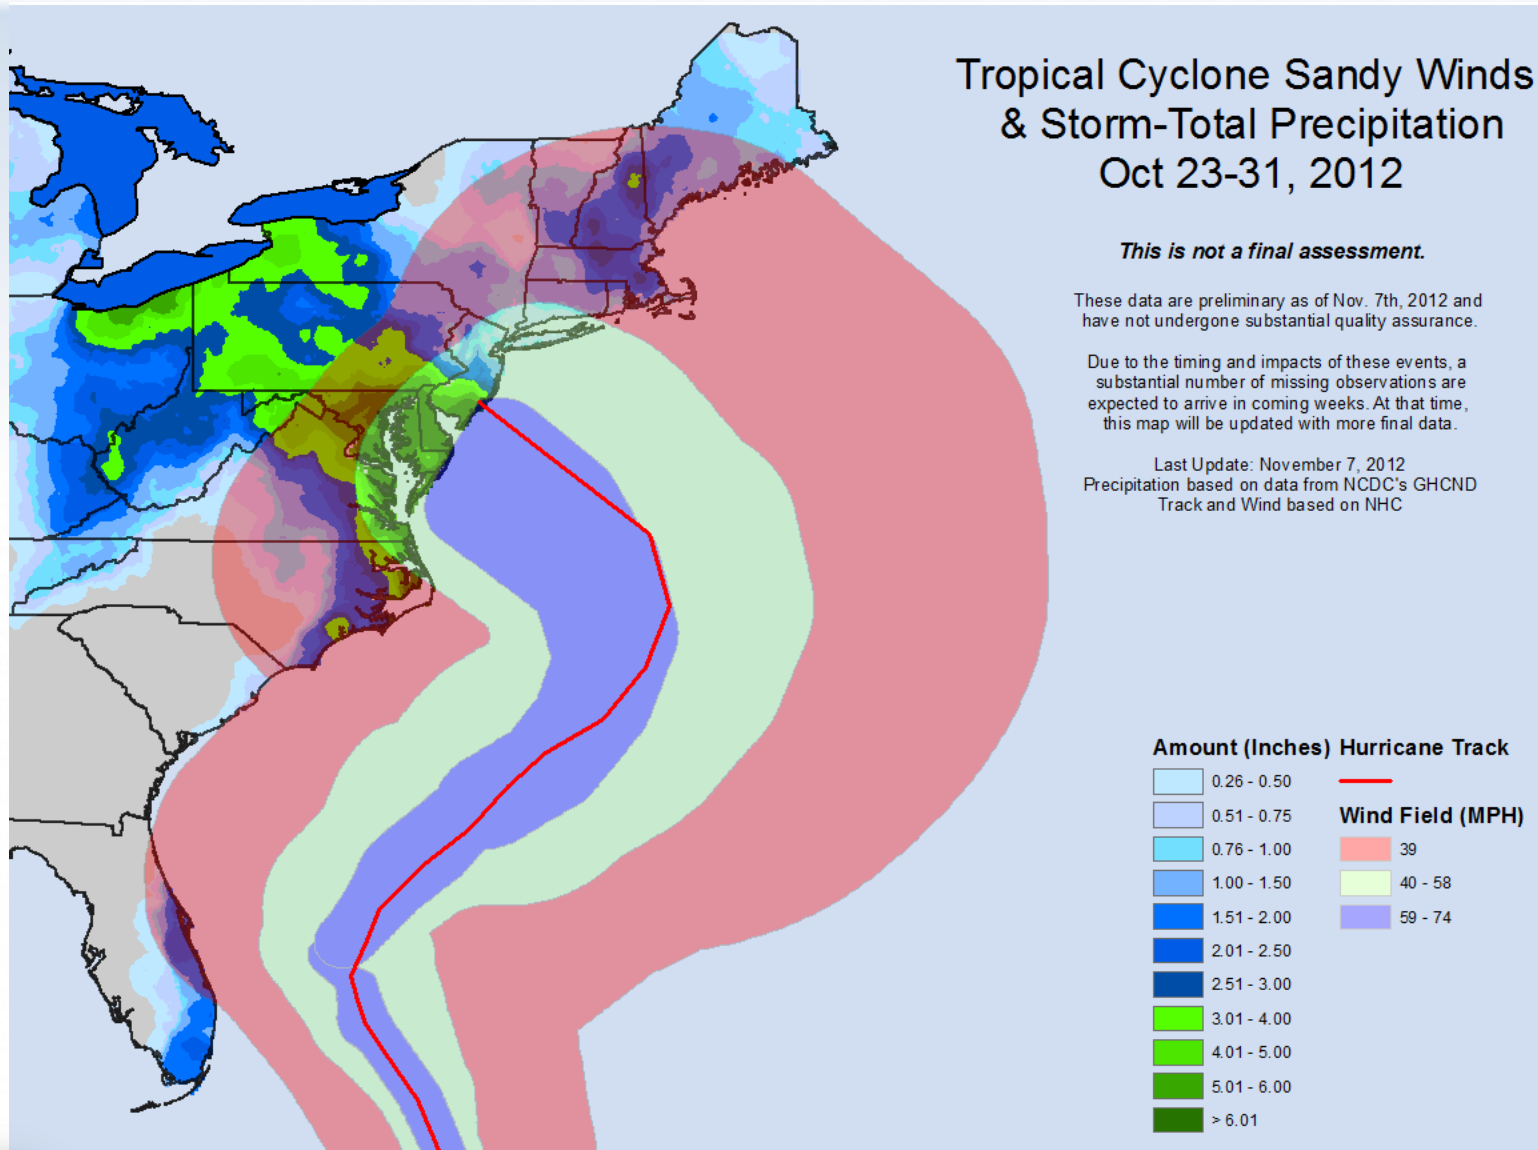 Tropical Cyclone Sandy Winds
& Storm-Total Precipitation
Oct 23-31, 2012
This is not a final assessment.
These data are preliminary as of Nov. 7th, 2012 and
have not undergone substantial quality assurance.
Due to the timing and impacts of these events, a
substantial number of missing observations are
expected to arrive in coming weeks. At that time,
this map will be updated with more final data.
Last Update: November 7, 2012
Precipitation based on data from NCDC's GHCND
Track and Wind based on NHC
Amount (Inches)
0.26 - 0.50
0.51 - 0.75
0.76 - 1.00
1.00 - 1.50
1.51 - 2.00
2.01 - 2.50
2.51 - 3.00
3.01 - 4.00
4.01 - 5.00
5.01 - 6.00
> 6.01
Hurricane Track
Wind Field (MPH)
39
40 - 58
59 - 74